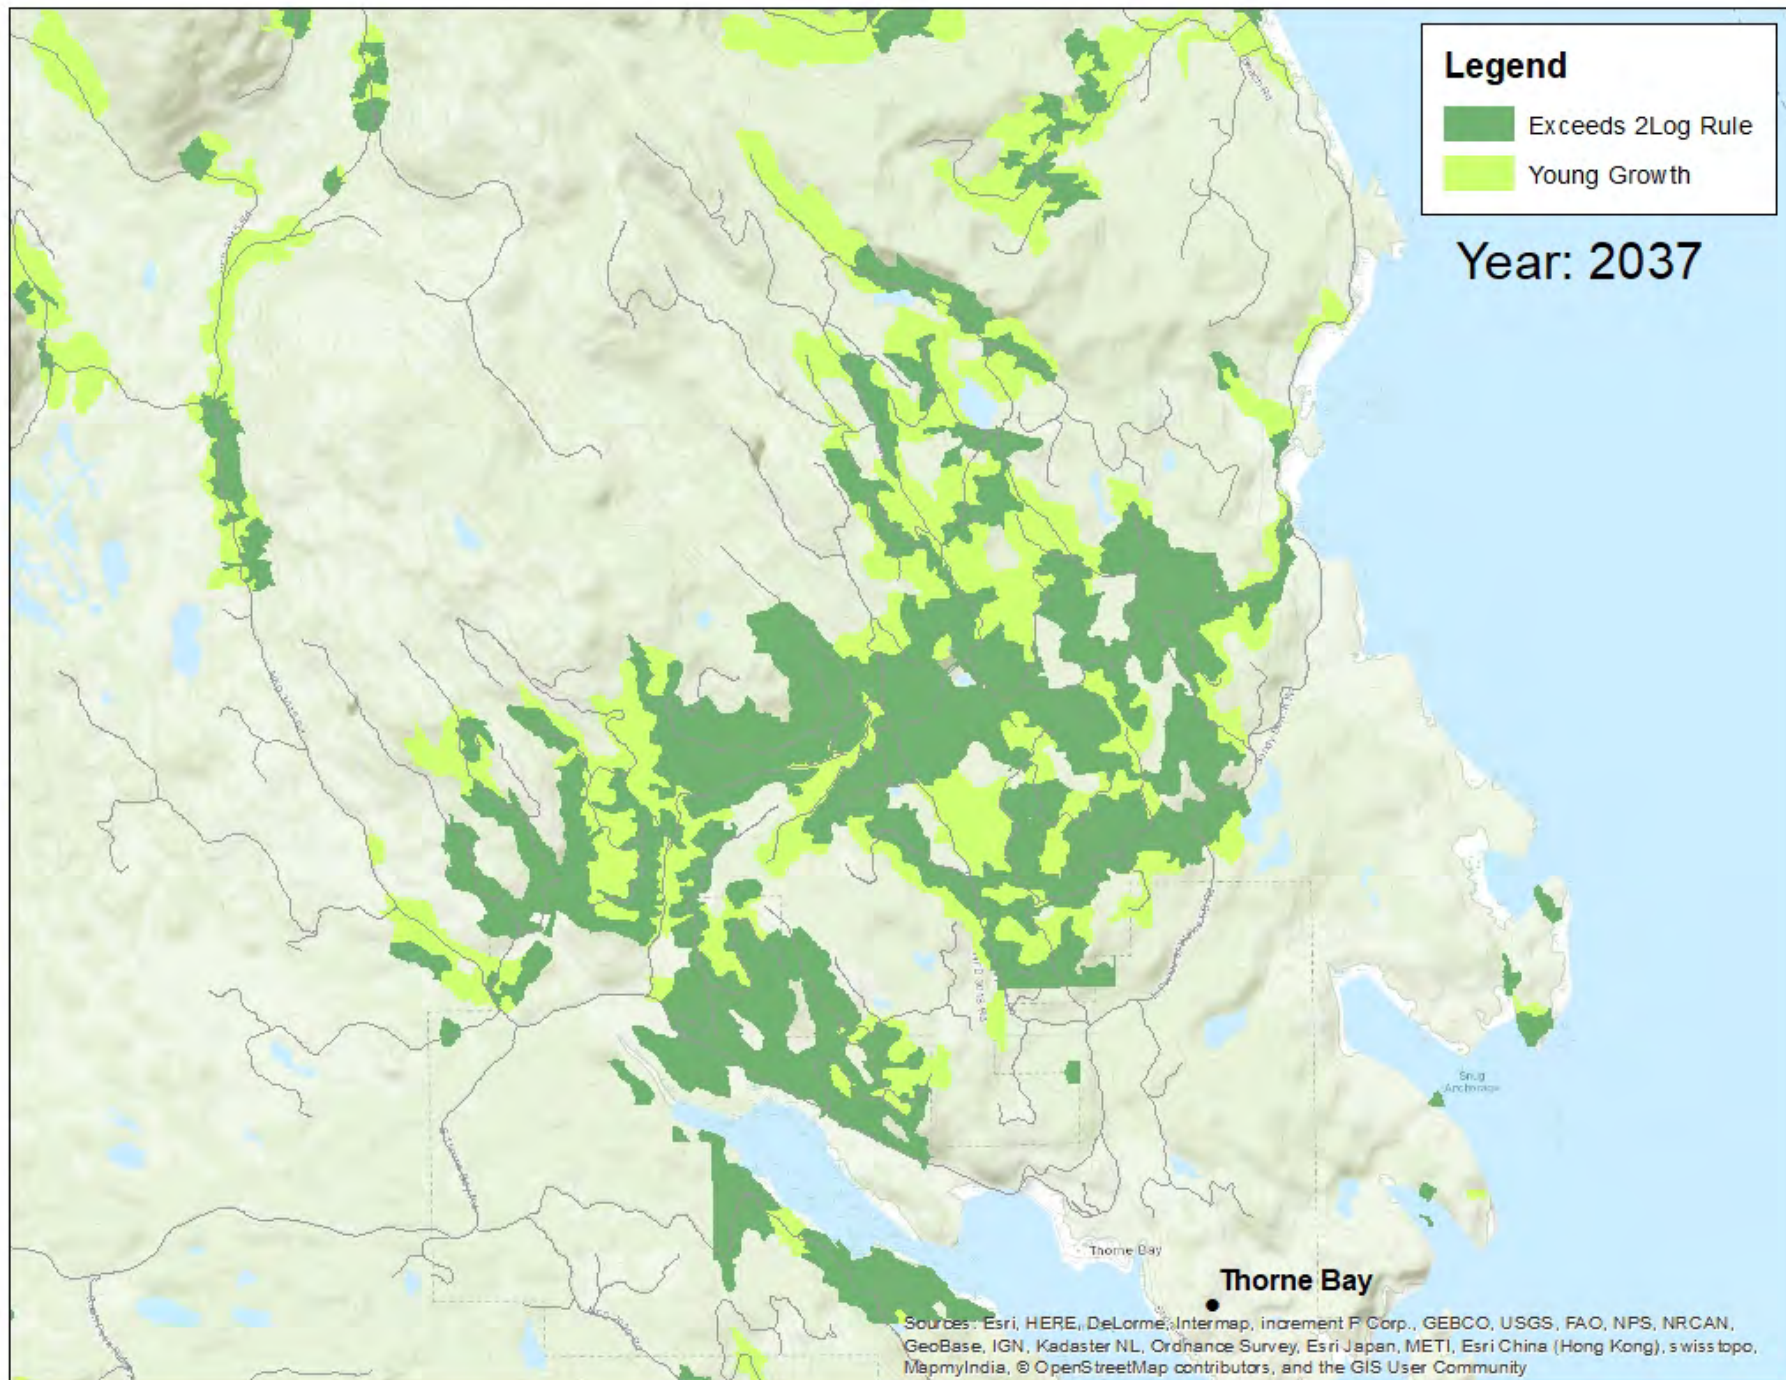 Legend
Exceeds 2Log Rule
Young Growth
Year: 2037
Snug
Anchorage
Thorne Bay
Thorne Bay
Sources: Esri, HERE, DeLorme, Intermap, increment P Corp., GEBCO, USGS, FAO, NPS, NRCAN,
GeoBase, IGN, Kadaster NL, Ordnance Survey, Esri Japan, METI, Esri China (Hong Kong), swisstopo,
MapmyIndia, © OpenStreetMap contributors, and the GIS User Community